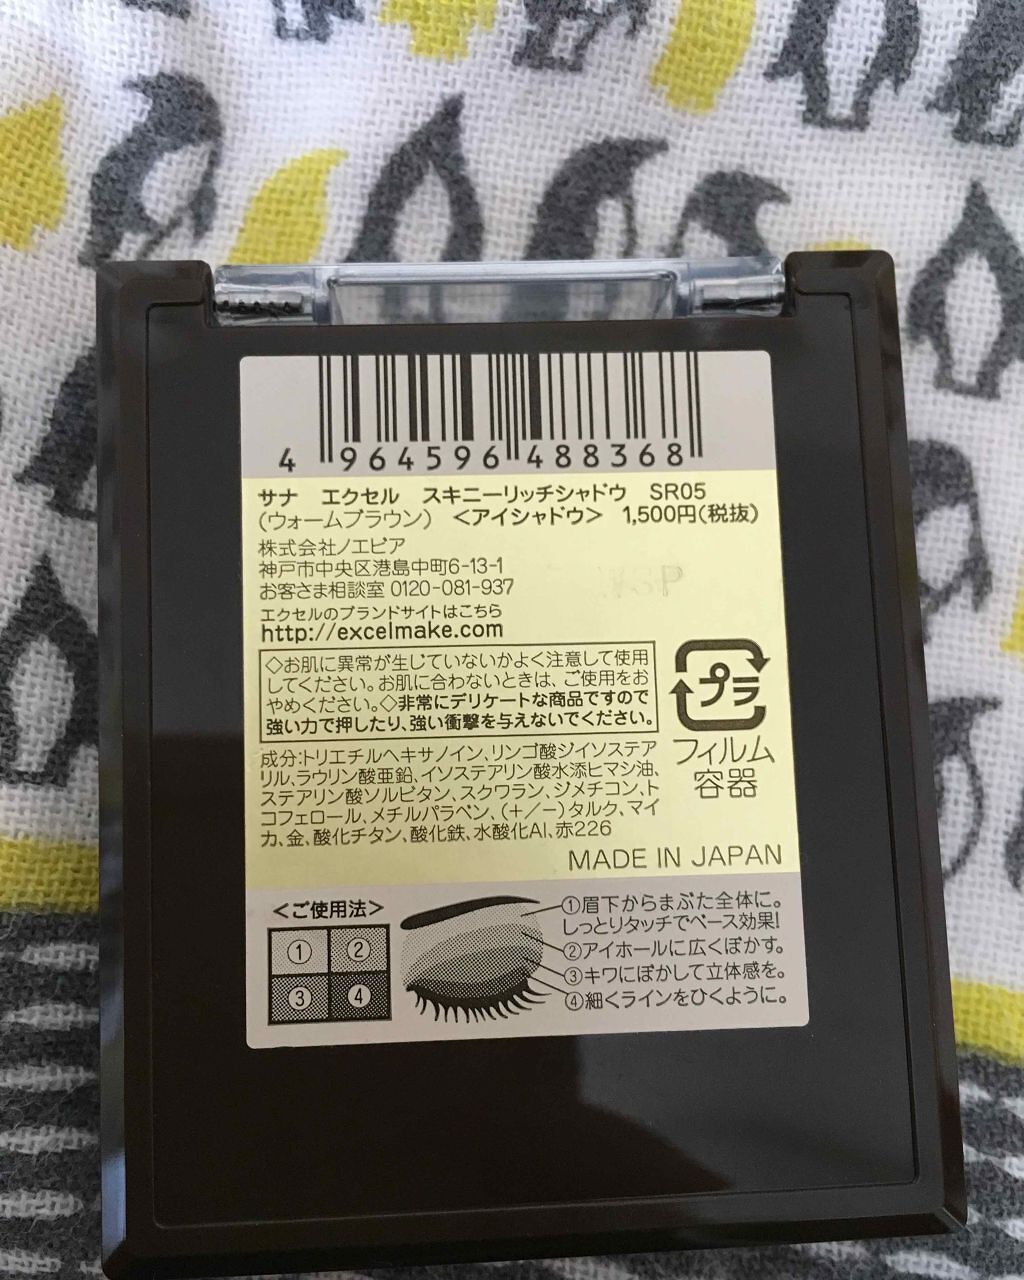 4 964596 488368
サナ エクセル スキニーリッチシャドウ SR05
(ウォームブラウン) <アイシャドウ> 1,500円(税抜)
株式会社ノエビア
神戸市中央区港島中町6-13-1
お客さま相談室 0120-081-937
エクセルのブランドサイトはこちら
http://excelmake.com
◇お肌に異常が生じていないかよく注意して使用
してください。お肌に合わないときは、ご使用をお
やめください。◇非常にデリケートな商品ですので
強い力で押したり、強い衝撃を与えないでください。
プラ
フィルム
容器
成分:トリエチルヘキサノイン、リンゴ酸ジイソステア
リル、ラウリン酸亜鉛、イソステアリン酸水添ヒマシ油、
ステアリン酸ソルビタン、スクワラン、ジメチコン、ト
コフェロール、メチルパラベン、(+/−)タルク、マイ
カ、金、酸化チタン、酸化鉄、水酸化Al、赤226
MADE IN JAPAN
<ご使用法>
① ②
③ ④
①眉下からまぶた全体に。
しっとりタッチでベース効果!
②アイホールに広くぼかす。
③キワにぼかして立体感を。
④細くラインをひくように。